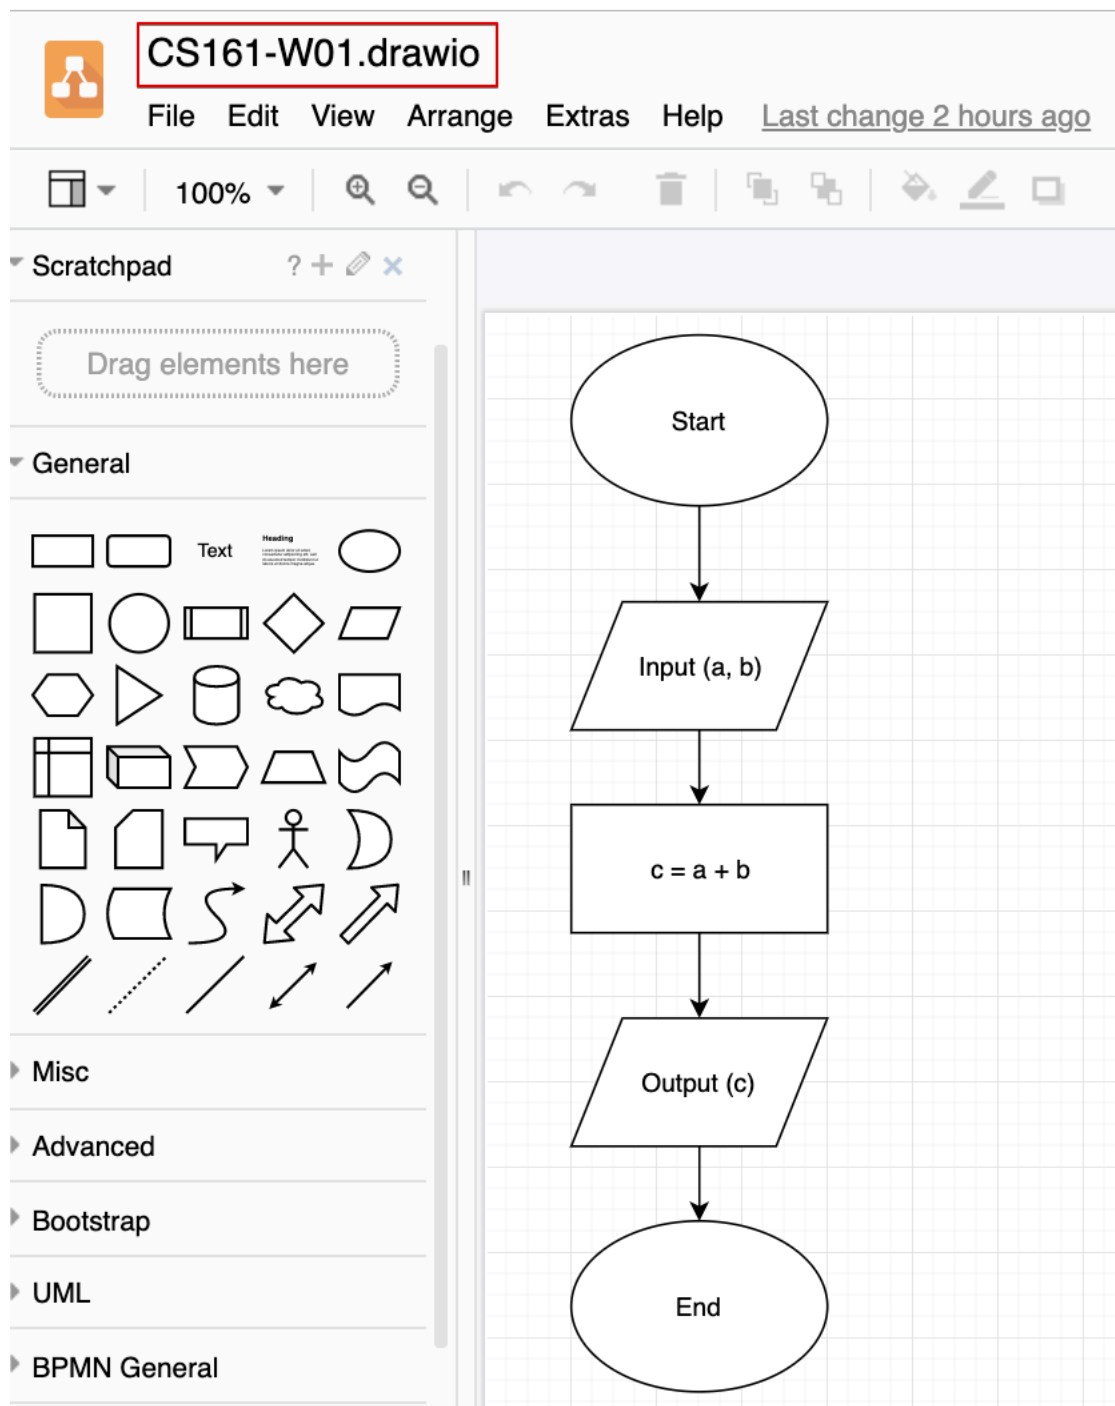 CS161-W01.drawio
File Edit View Arrange Extras Help Last change 2 hours ago
100%
Scratchpad ?
Drag elements here
General
Text
Heading
Misc
Advanced
Bootstrap
UML
BPMN General
Start
Input (a, b)
c = a + b
Output (c)
End